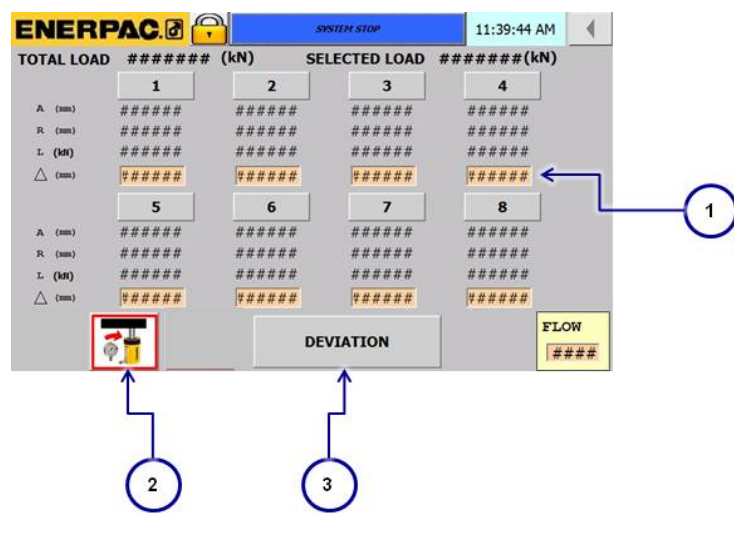 ENERPAC. SYSTEM STOP 11:39:44 AM
TOTAL LOAD ####### (kN) SELECTED LOAD #######(kN)
1 2 3 4
A (mm) ###### ###### ###### ######
R (mm) ###### ###### ###### ######
L (kN) ###### ###### ###### ######
△ (mm) ###### ###### ###### ######
1
5 6 7 8
A (mm) ###### ###### ###### ######
R (mm) ###### ###### ###### ######
L (kN) ###### ###### ###### ######
△ (mm) ###### ###### ###### ######
DEVIATION
FLOW
####
2 3